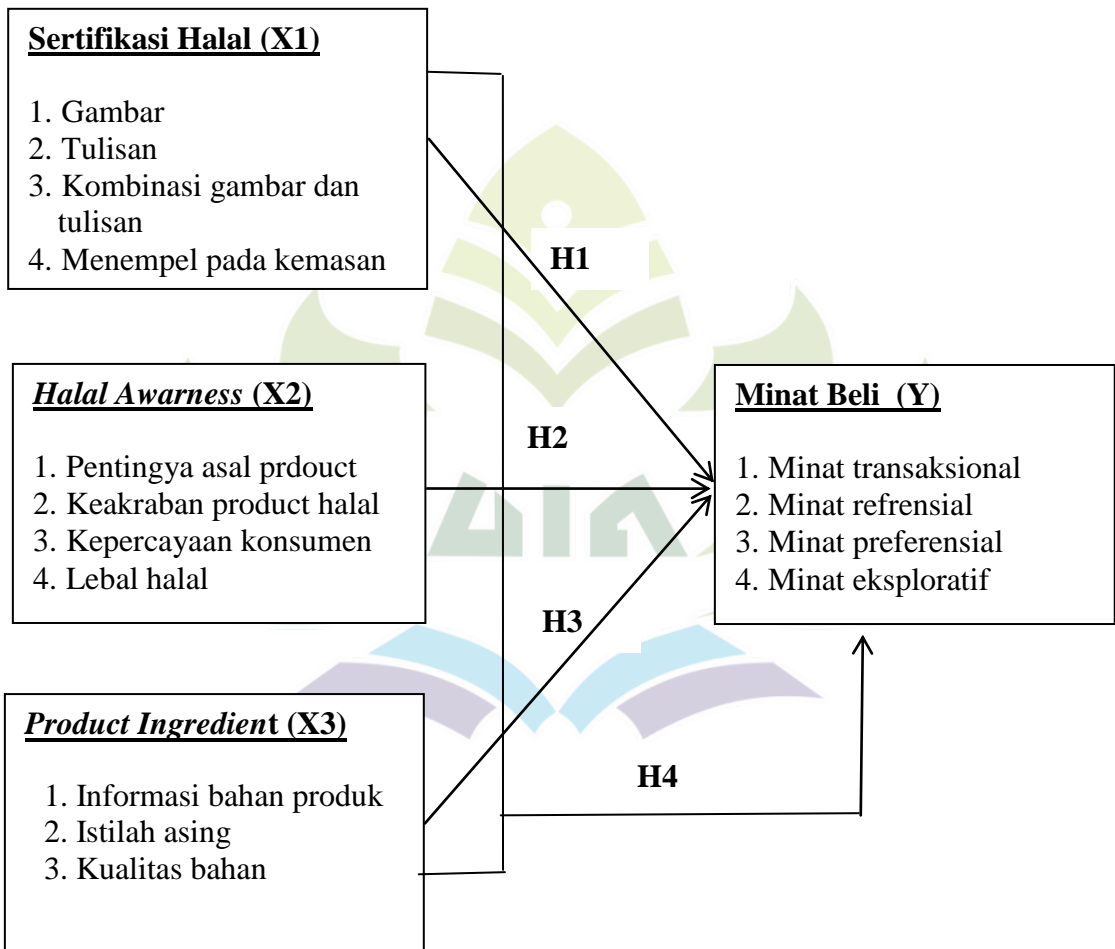 Sertifikasi Halal (X1)
1. Gambar
2. Tulisan
3. Kombinasi gambar dan
tulisan
4. Menempel pada kemasan
H1
Halal Awarness (X2)
1. Pentingya asal prdouct
2. Keakraban product halal
3. Kepercayaan konsumen
4. Lebal halal
H2
Minat Beli (Y)
1. Minat transaksional
2. Minat refrensial
3. Minat preferensial
4. Minat eksploratif
H3
Product Ingredient (X3)
1. Informasi bahan produk
2. Istilah asing
3. Kualitas bahan
H4